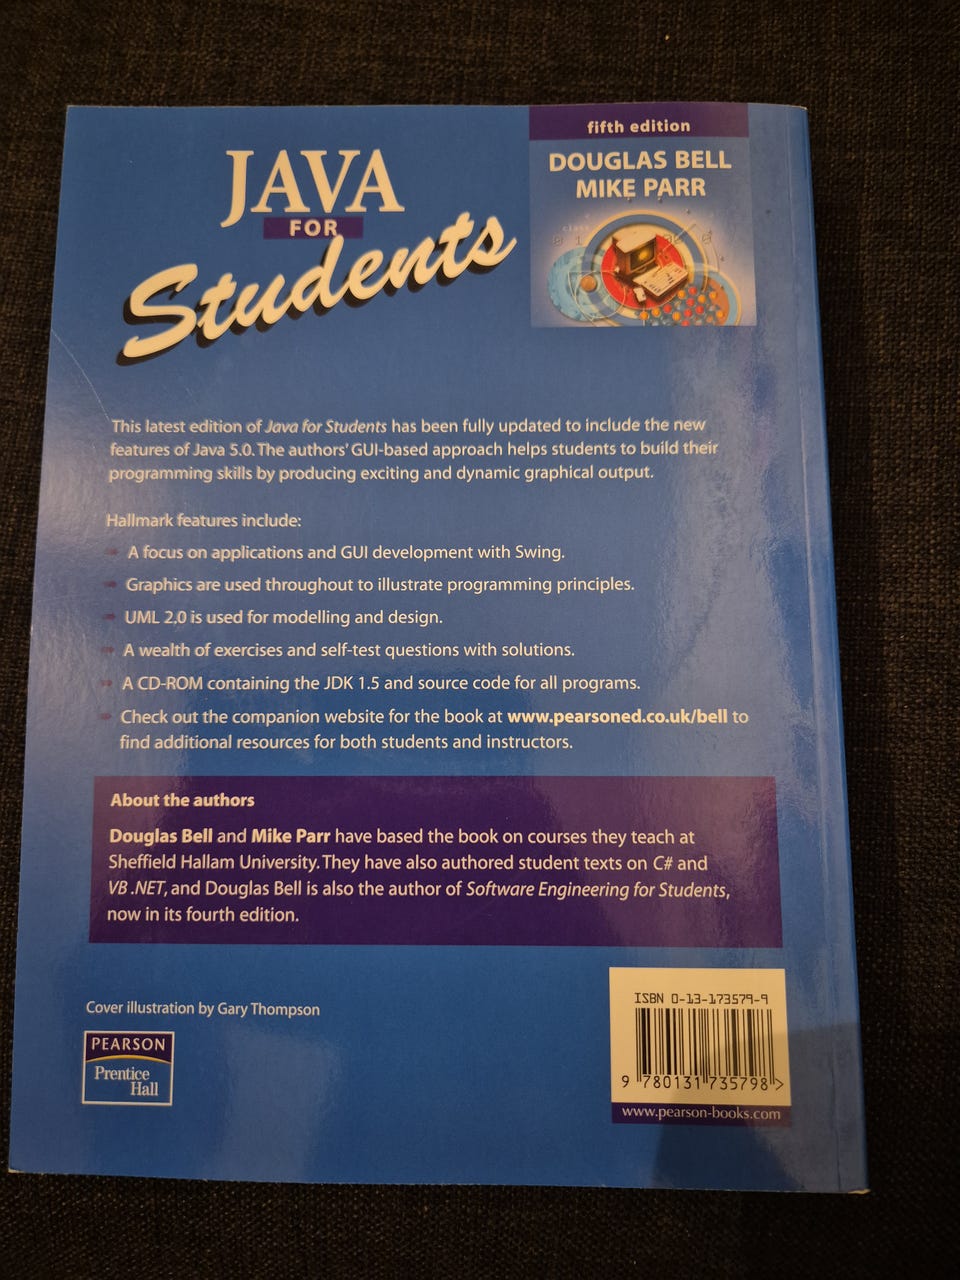 JAVA
FOR
Students
fifth edition
DOUGLAS BELL
MIKE PARR
This latest edition of Java for Students has been fully updated to include the new
features of Java 5.0. The authors' GUI-based approach helps students to build their
programming skills by producing exciting and dynamic graphical output.
Hallmark features include:
A focus on applications and GUI development with Swing.
Graphics are used throughout to illustrate programming principles.
UML 2.0 is used for modelling and design.
A wealth of exercises and self-test questions with solutions.
A CD-ROM containing the JDK 1.5 and source code for all programs.
Check out the companion website for the book at www.pearsoned.co.uk/bell to
find additional resources for both students and instructors.
About the authors
Douglas Bell and Mike Parr have based the book on courses they teach at
Sheffield Hallam University. They have also authored student texts on C# and
VB .NET, and Douglas Bell is also the author of Software Engineering for Students,
now in its fourth edition.
Cover illustration by Gary Thompson
PEARSON
Prentice
Hall
ISBN 0-13-173579-9
9 780131 735798 >
www.pearson-books.com